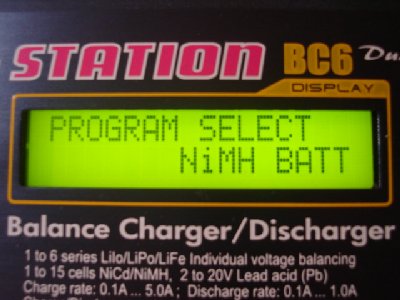 STATION BC6
DISPLAY
PROGRAM SELECT
NiMH BATT
Balance Charger/Discharger
1 to 6 series LiIo/LiPo/LiFe Individual voltage balancing
1 to 15 cells NiCd/NiMH, 2 to 20V Lead acid (Pb)
Charge rate: 0.1A ... 5.0A; Discharge rate: 0.1A ... 1.0A